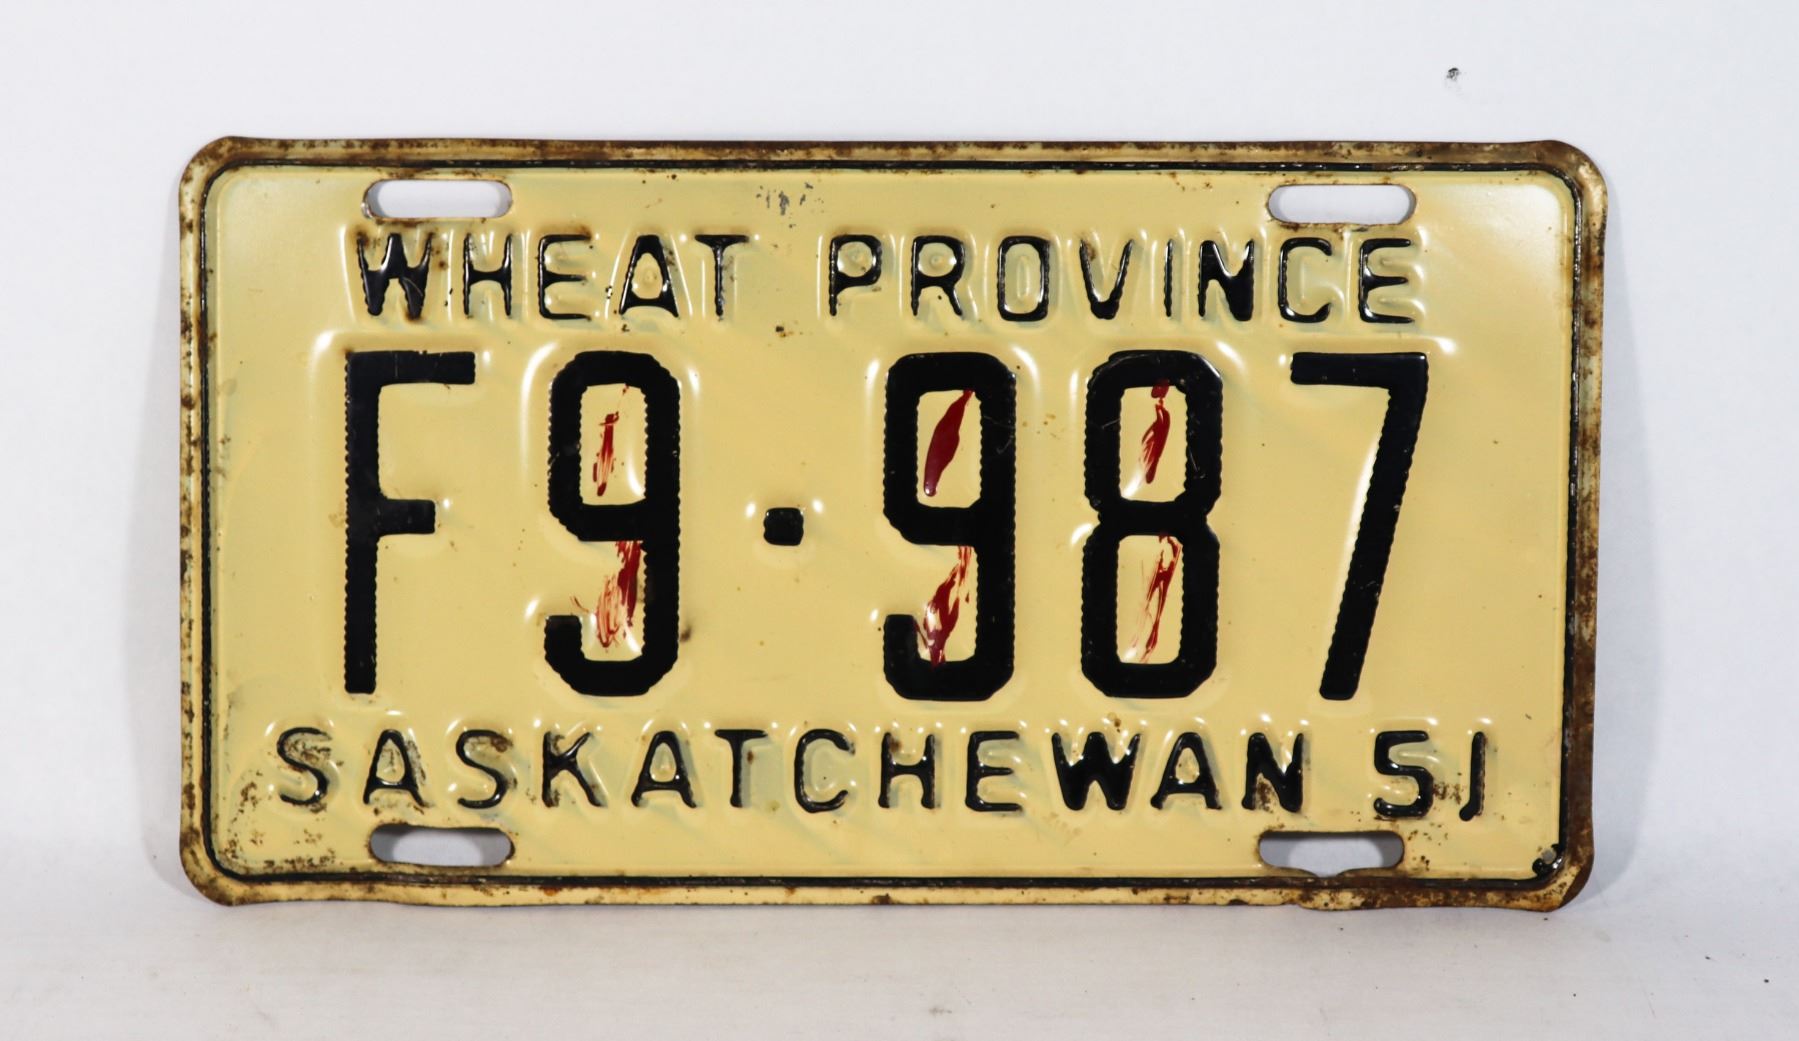 WHEAT PROVINCE
F9·987
SASKATCHEWAN 51